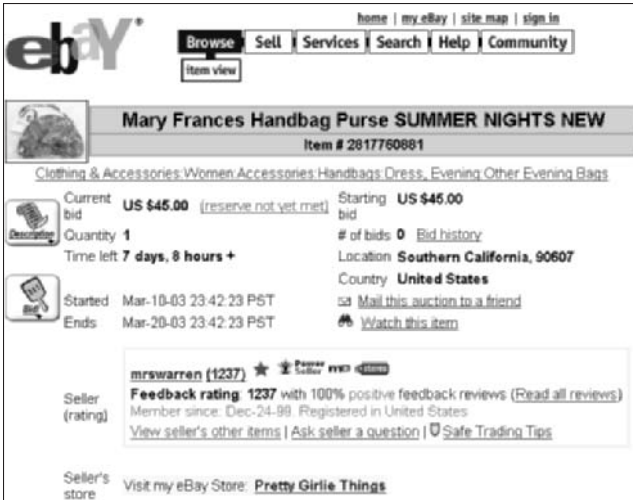 home | my eBay | site map | sign in
ebaY®
Browse Sell Services Search Help Community
item view
Mary Frances Handbag Purse SUMMER NIGHTS NEW
Item # 2817760881
Clothing & Accessories:Women:Accessories:Handbags:Dress, Evening:Other Evening Bags
Description
Current bid US $45.00 (reserve not yet met) Starting bid US $45.00
Quantity 1 # of bids 0 Bid history
Time left 7 days, 8 hours + Location Southern California, 90607
Country United States
Bid
Started Mar-10-03 23:42:23 PST Mail this auction to a friend
Ends Mar-20-03 23:42:23 PST Watch this item
mrswarren (1237) Power Seller me stores
Seller (rating)
Feedback rating: 1237 with 100% positive feedback reviews (Read all reviews)
Member since: Dec-24-99. Registered in United States
View seller's other items | Ask seller a question | Safe Trading Tips
Seller's store Visit my eBay Store: Pretty Girlie Things